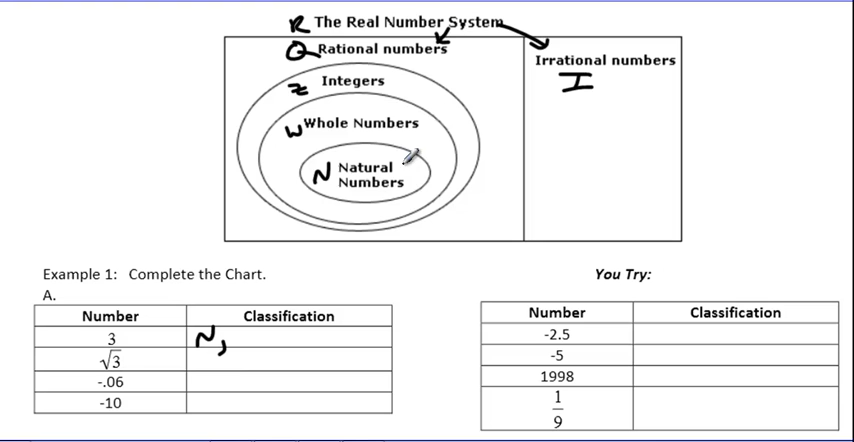 R The Real Number System
Q Rational numbers
Irrational numbers
I
Z Integers
W Whole Numbers
N Natural
Numbers
Example 1: Complete the Chart.
You Try:
A.
Number Classification
3 N,
√3
-.06
-10
Number Classification
-2.5
-5
1998
1
9